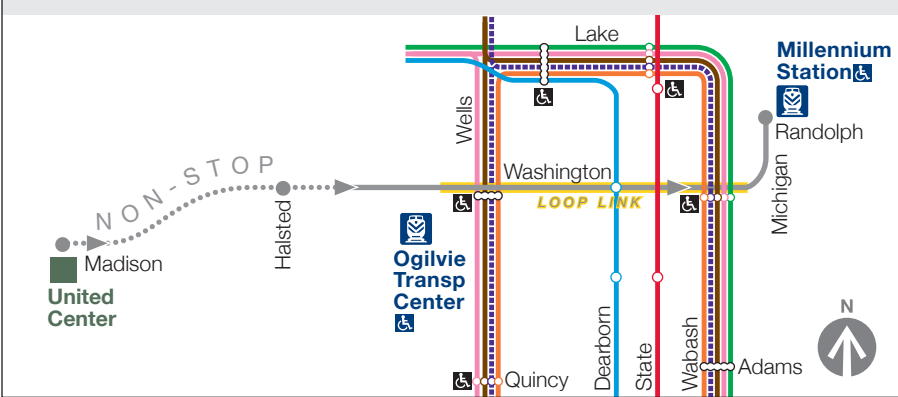 Lake
Millennium
Station
Randolph
Wells
NON-STOP
Washington
LOOP LINK
Michigan
Halsted
Madison
United
Center
Ogilvie
Transp
Center
Dearborn
State
Wabash
N
Quincy
Adams